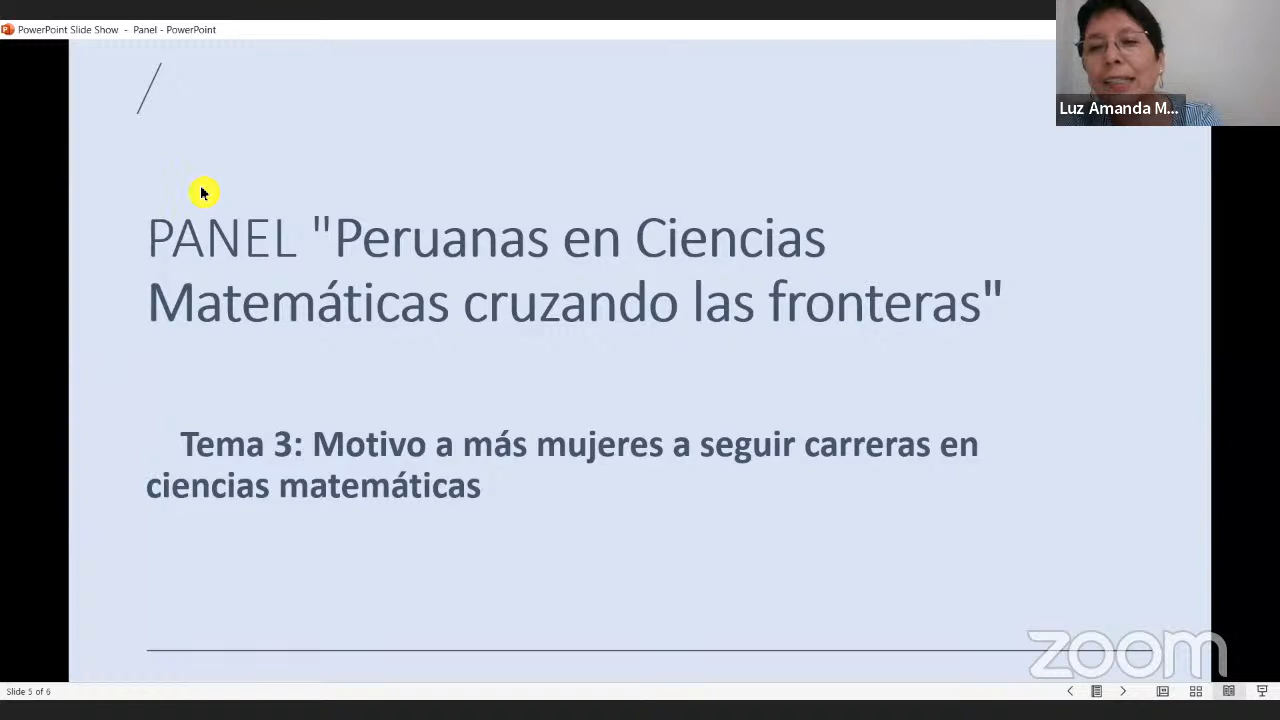 PowerPoint Slide Show - Panel - PowerPoint
Luz Amanda M...
PANEL "Peruanas en Ciencias
Matemáticas cruzando las fronteras"
Tema 3: Motivo a más mujeres a seguir carreras en
ciencias matemáticas
zoom
Slide 5 of 6